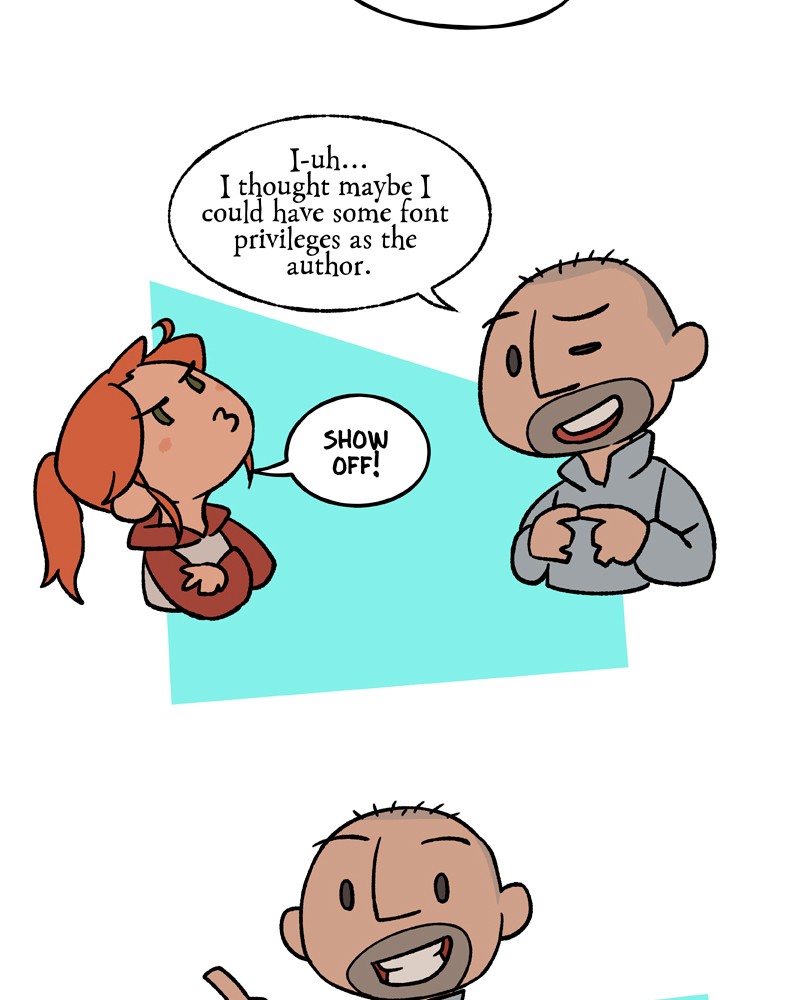 I-uh...
I thought maybe I
could have some font
privileges as the
author.
SHOW
OFF!